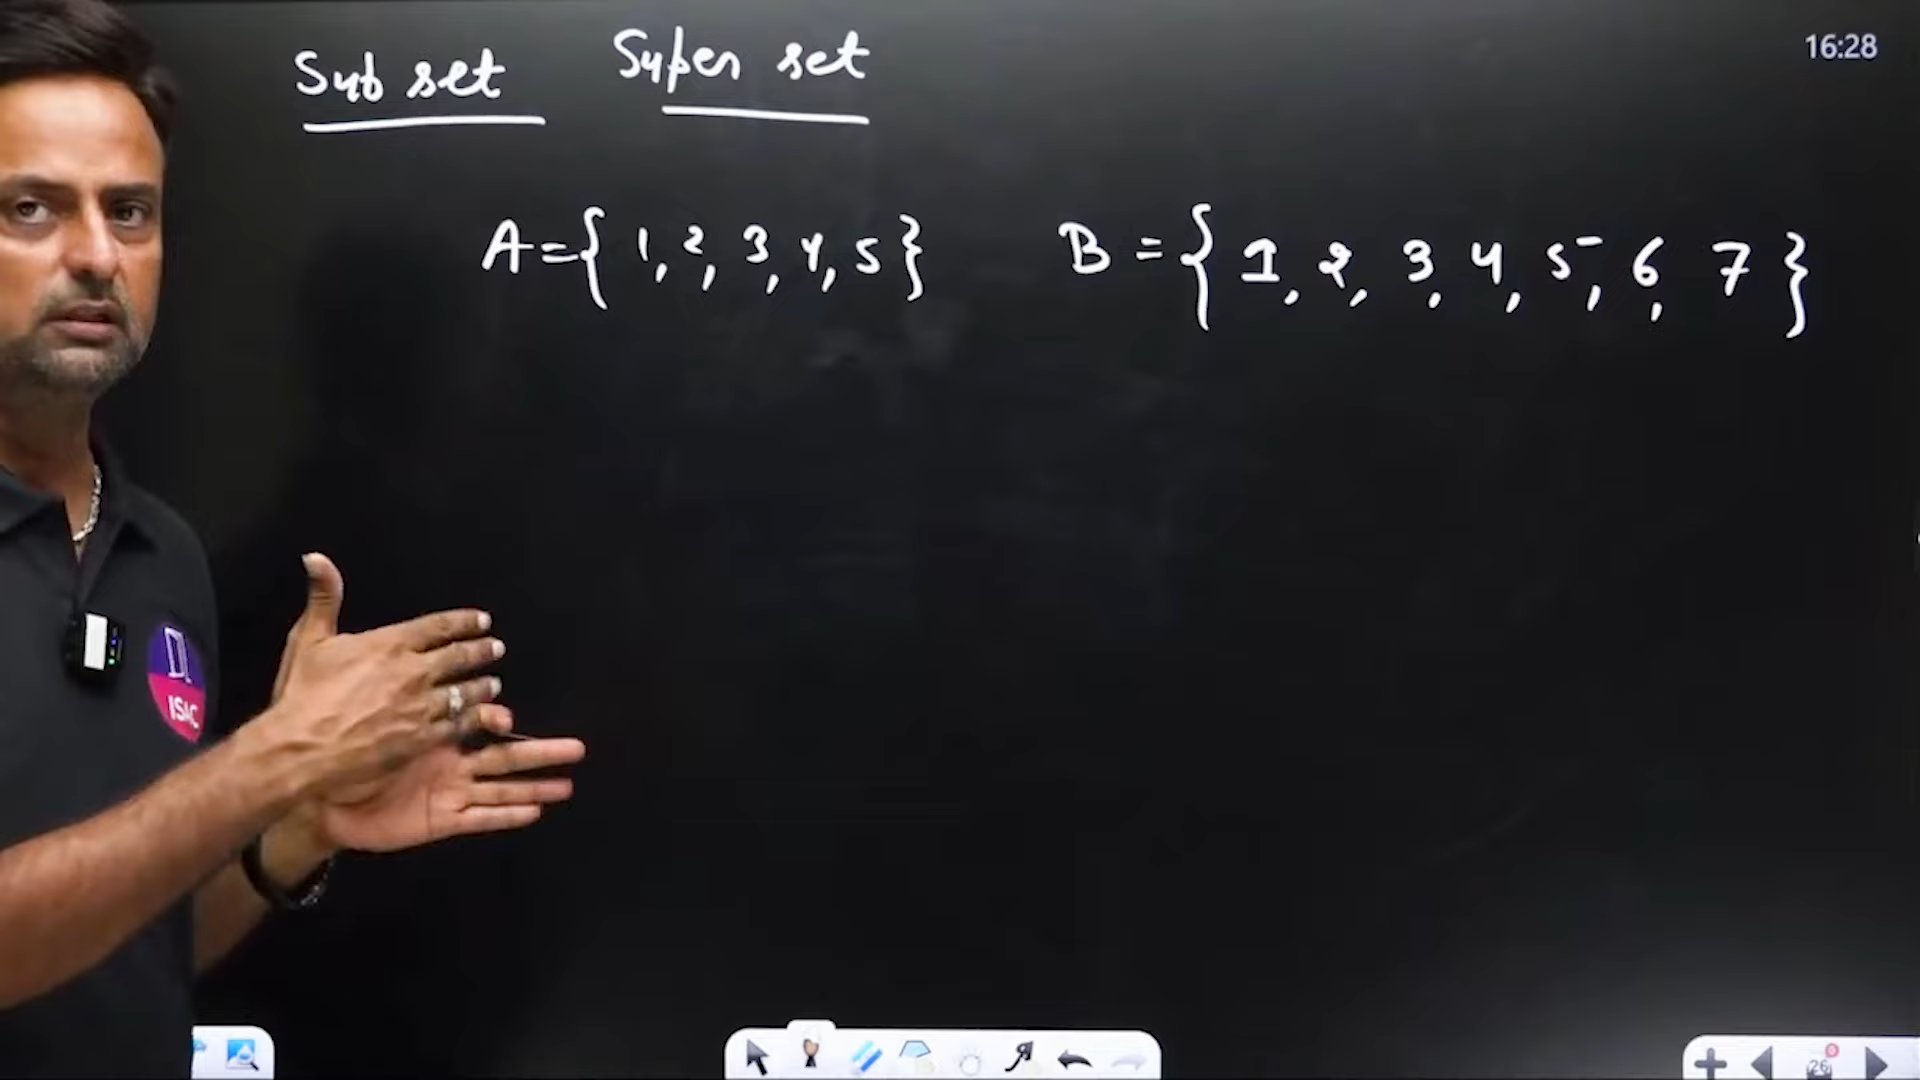 Sub set Super set
16:28
A={ 1, 2, 3, 4, 5 } B = { 1, 2, 3, 4, 5, 6, 7 }
ISAC
26